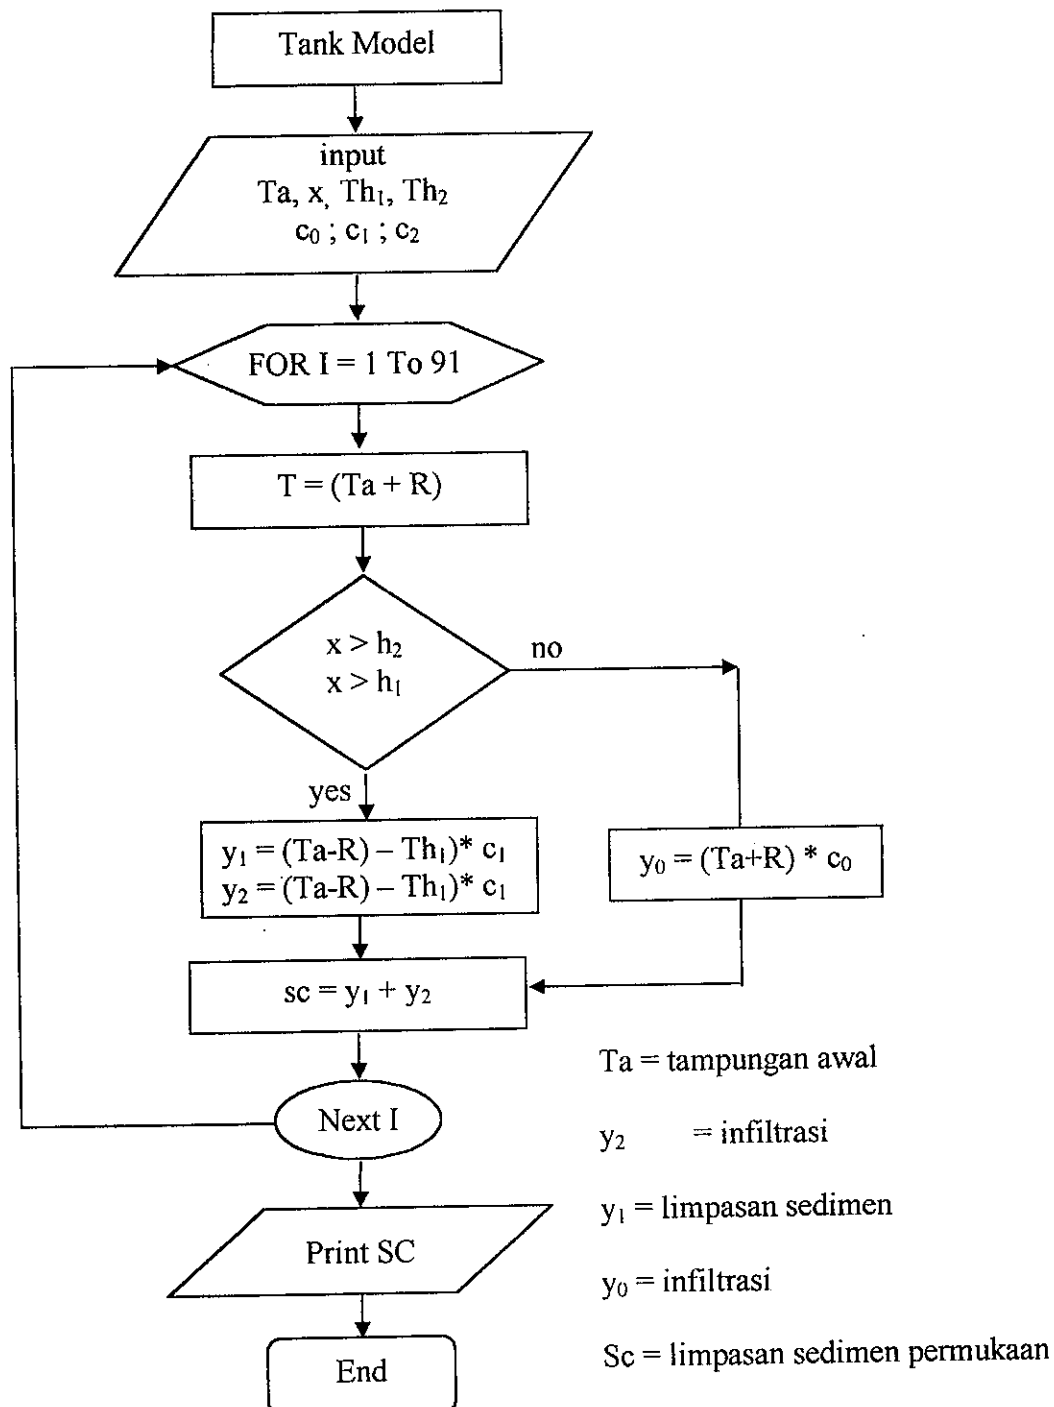 Tank Model
input
Ta, x, Th₁, Th₂
c₀ ; c₁ ; c₂
FOR I = 1 To 91
T = (Ta + R)
x > h₂
x > h₁
no
yes
y₁ = (Ta-R) – Th₁)* c₁
y₂ = (Ta-R) – Th₁)* c₁
y₀ = (Ta+R) * c₀
sc = y₁ + y₂
Next I
Print SC
End
Ta = tampungan awal
y₂ = infiltrasi
y₁ = limpasan sedimen
y₀ = infiltrasi
Sc = limpasan sedimen permukaan